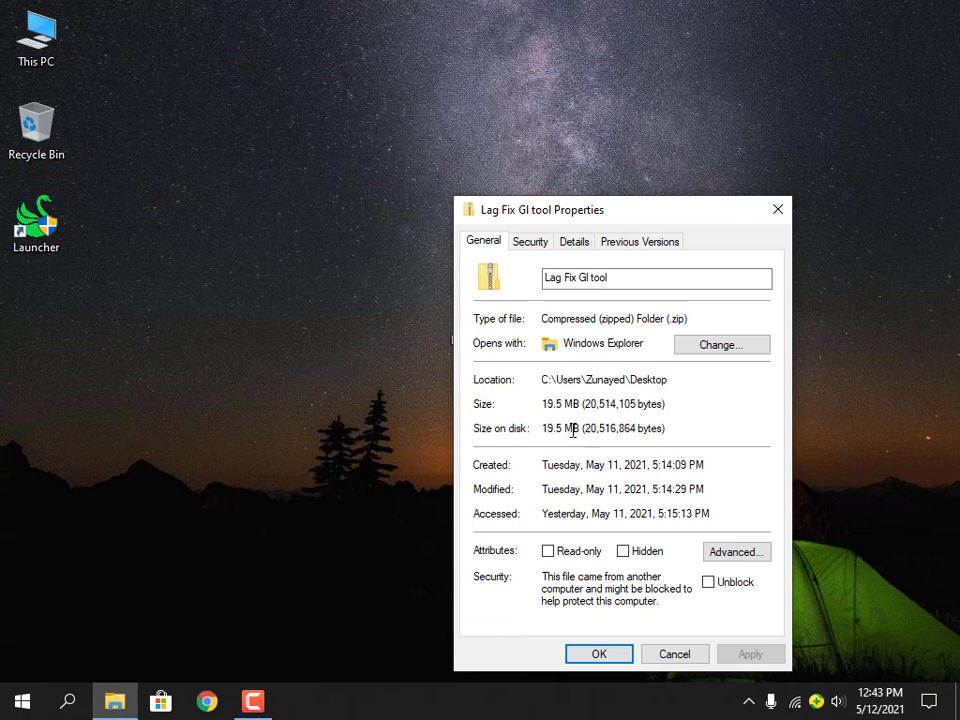 This PC
Recycle Bin
Launcher
Lag Fix GI tool Properties
General
Security
Details
Previous Versions
Lag Fix GI tool
Type of file: Compressed (zipped) Folder (.zip)
Opens with: Windows Explorer
Change...
Location: C:\Users\Zunayed\Desktop
Size: 19.5 MB (20,514,105 bytes)
Size on disk: 19.5 MB (20,516,864 bytes)
Created: Tuesday, May 11, 2021, 5:14:09 PM
Modified: Tuesday, May 11, 2021, 5:14:29 PM
Accessed: Yesterday, May 11, 2021, 5:15:13 PM
Attributes: Read-only Hidden Advanced...
Security: This file came from another
computer and might be blocked to
help protect this computer.
Unblock
OK
Cancel
Apply
12:43 PM
5/12/2021